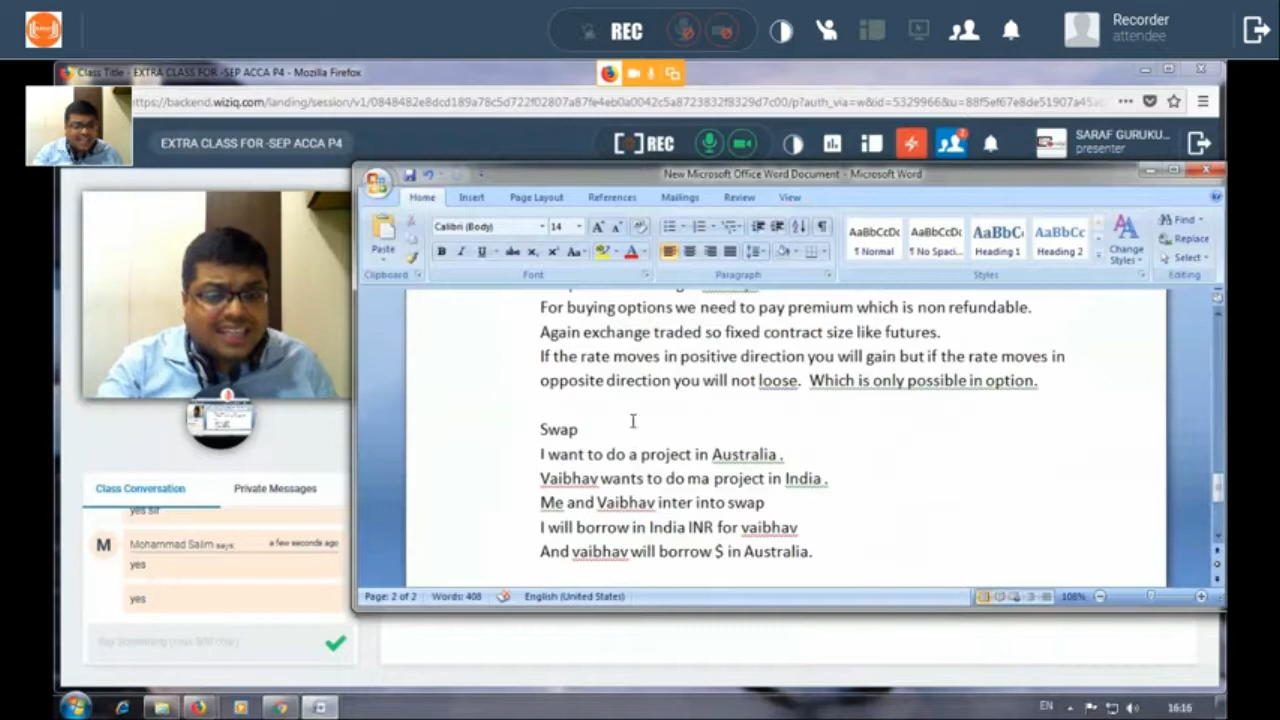 REC
Recorder
attendee
Class Title - EXTRA CLASS FOR -SEP ACCA P4 - Mozilla Firefox
EXTRA CLASS FOR -SEP ACCA P4
REC
SARAF GURUKU...
presenter
New Microsoft Office Word Document - Microsoft Word
Home Insert Page Layout References Mailings Review View
Paste
Calibri (Body) 14
AaBbCcDc AaBbCcDc AaBbC AaBbCc
¶ Normal ¶ No Spaci... Heading 1 Heading 2
Change Styles
Find
Replace
Select
Clipboard Font Paragraph Styles Editing
For buying options we need to pay premium which is non refundable.
Again exchange traded so fixed contract size like futures.
If the rate moves in positive direction you will gain but if the rate moves in
opposite direction you will not loose. Which is only possible in option.
Swap
I want to do a project in Australia .
Vaibhav wants to do ma project in India .
Me and Vaibhav inter into swap
I will borrow in India INR for vaibhav
And vaibhav will borrow $ in Australia.
Page: 2 of 2 Words: 408 English (United States) 108%
Class Conversation Private Messages
yes sir
M Mohammad Salim says: a few seconds ago
yes
yes
EN 16:16